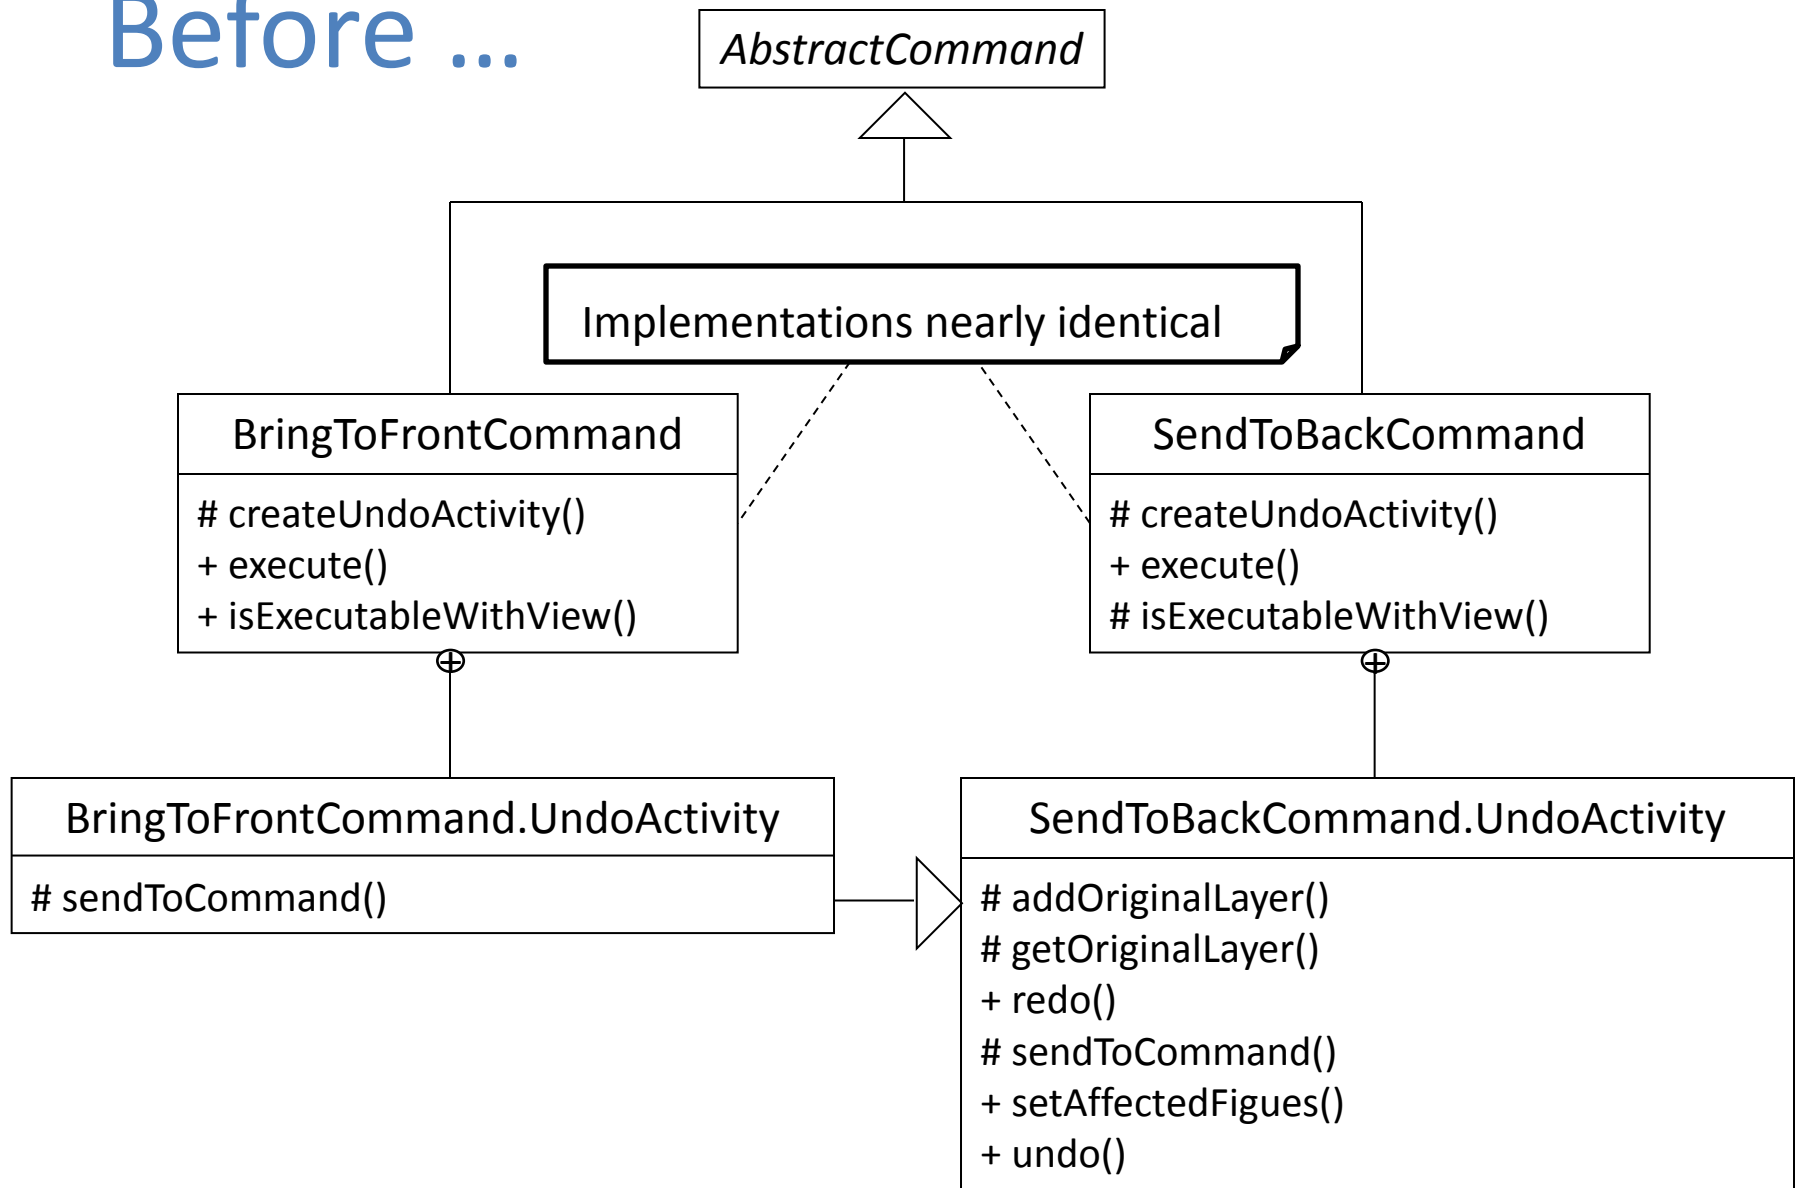 Before ...
AbstractCommand
Implementations nearly identical
BringToFrontCommand
# createUndoActivity()
+ execute()
+ isExecutableWithView()
SendToBackCommand
# createUndoActivity()
+ execute()
# isExecutableWithView()
BringToFrontCommand.UndoActivity
# sendToCommand()
SendToBackCommand.UndoActivity
# addOriginalLayer()
# getOriginalLayer()
+ redo()
# sendToCommand()
+ setAffectedFigues()
+ undo()